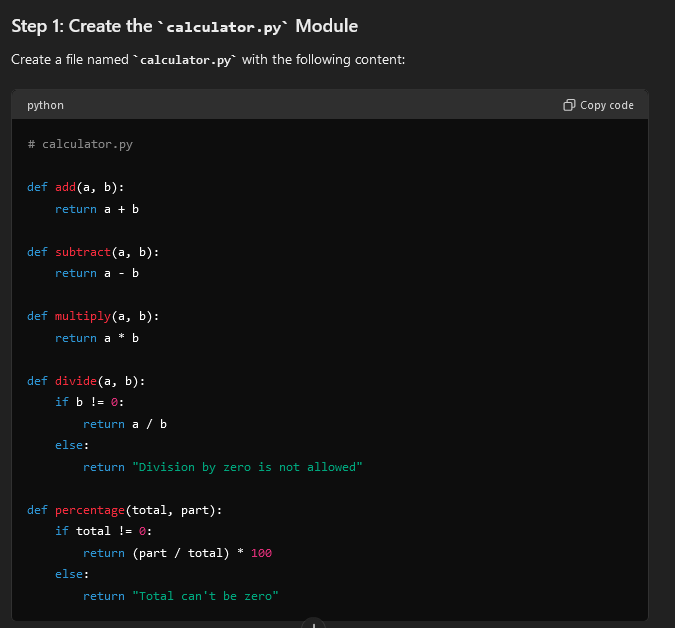 Step 1: Create the `calculator.py` Module
Create a file named `calculator.py` with the following content:
python
Copy code
# calculator.py
def add(a, b):
    return a + b
def subtract(a, b):
    return a - b
def multiply(a, b):
    return a * b
def divide(a, b):
    if b != 0:
        return a / b
    else:
        return "Division by zero is not allowed"
def percentage(total, part):
    if total != 0:
        return (part / total) * 100
    else:
        return "Total can't be zero"